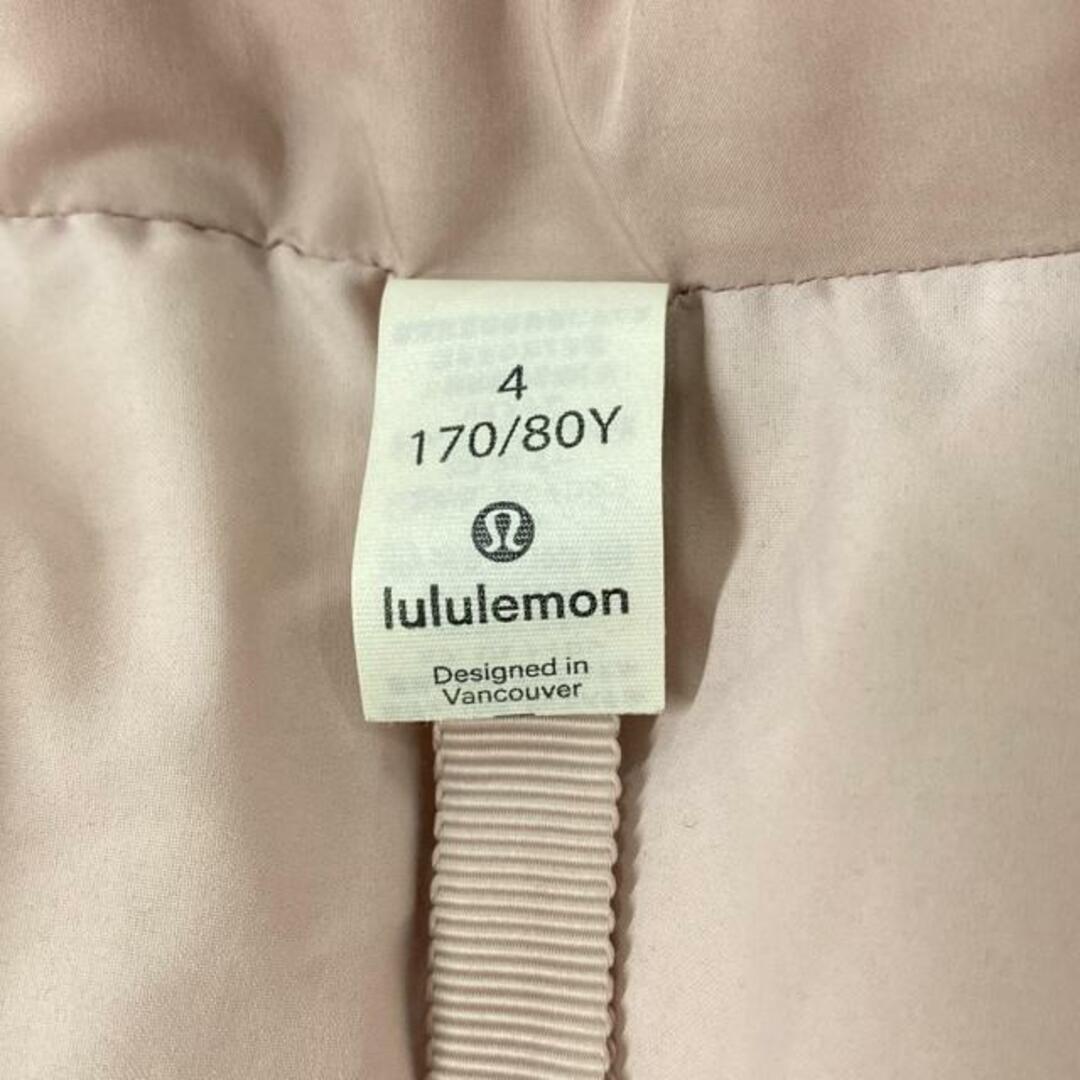 4
170/80Y
lululemon
Designed in
Vancouver